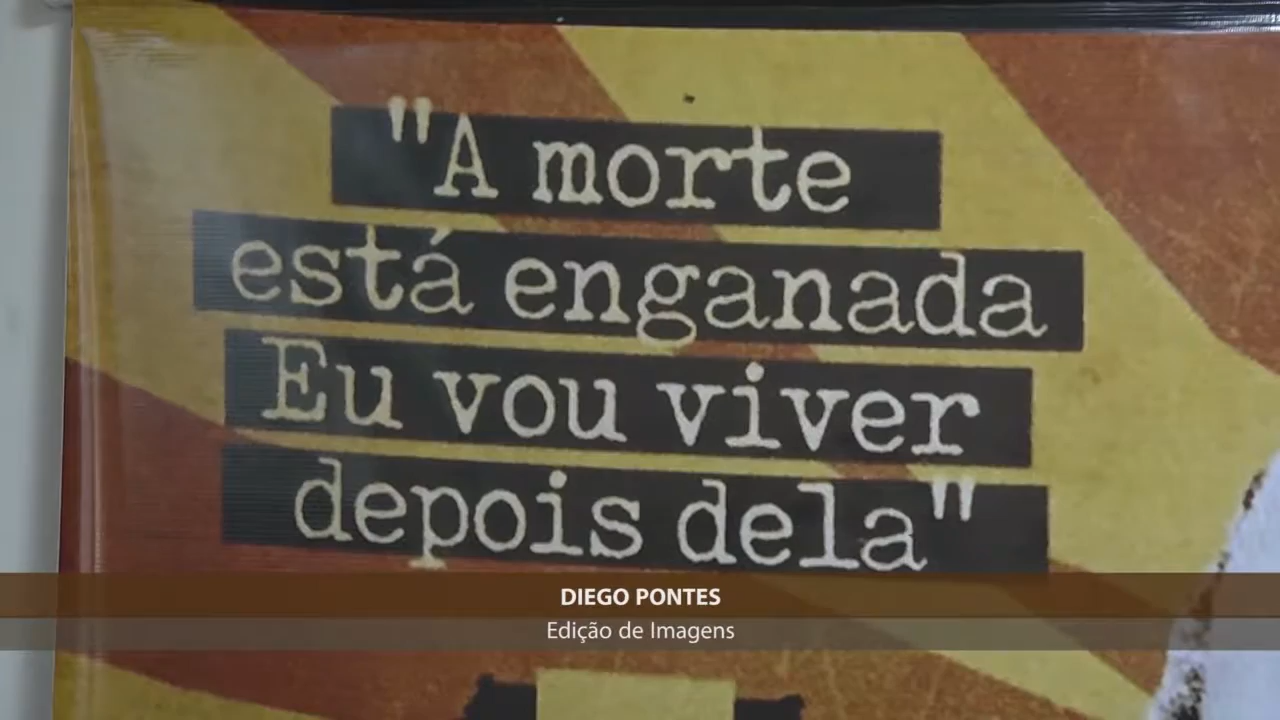 "A morte
está enganada
Eu vou viver
depois dela"
DIEGO PONTES
Edição de Imagens